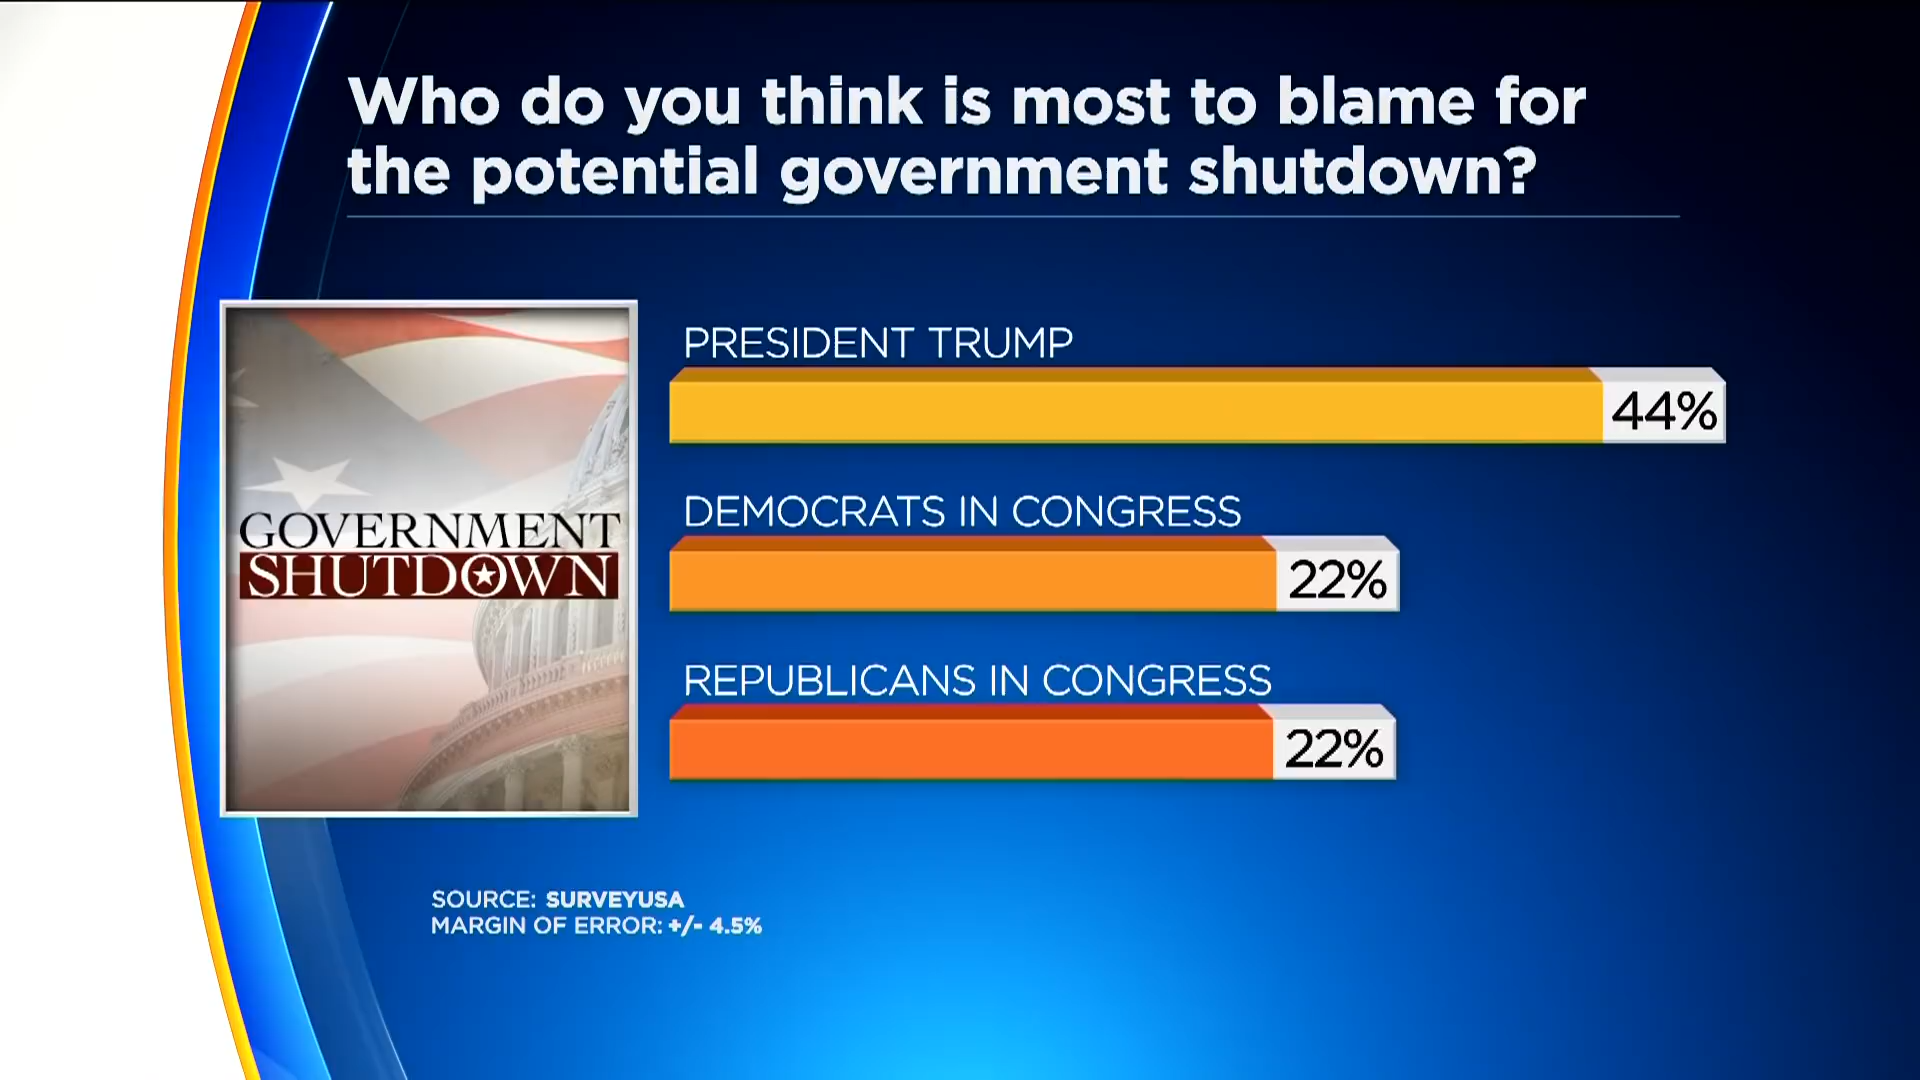 Who do you think is most to blame for
the potential government shutdown?
GOVERNMENT
SHUTDOWN
PRESIDENT TRUMP
44%
DEMOCRATS IN CONGRESS
22%
REPUBLICANS IN CONGRESS
22%
SOURCE: SURVEYUSA
MARGIN OF ERROR: +/- 4.5%